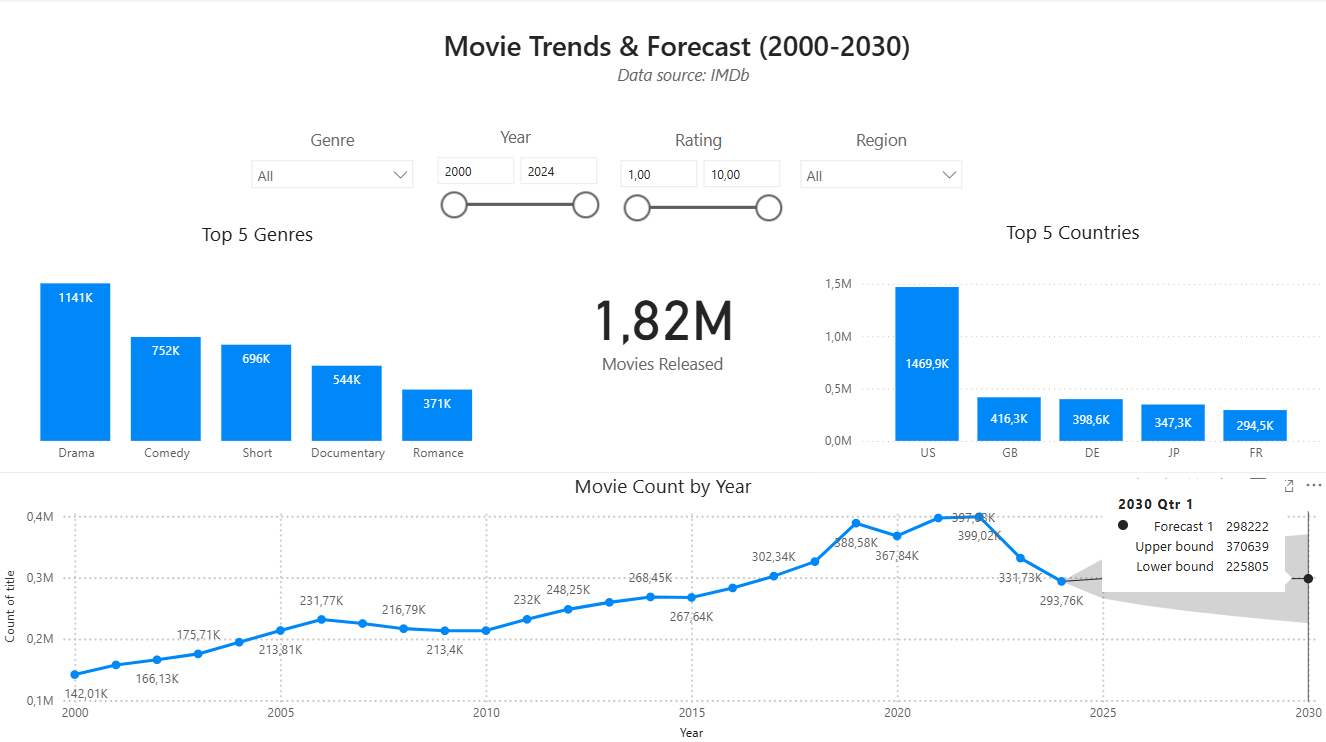 Movie Trends & Forecast (2000-2030)
Data source: IMDb
Genre
Year
Rating
Region
All
2000
2024
1,00
10,00
All
Top 5 Genres
1141K
752K
696K
544K
371K
Drama
Comedy
Short
Documentary
Romance
1,82M
Movies Released
Top 5 Countries
1,5M
1,0M
0,5M
0,0M
1469,9K
416,3K
398,6K
347,3K
294,5K
US
GB
DE
JP
FR
Movie Count by Year
Count of title
0,4M
0,3M
0,2M
0,1M
142,01K
166,13K
175,71K
213,81K
231,77K
216,79K
213,4K
232K
248,25K
268,45K
267,64K
302,34K
388,58K
367,84K
399,02K
331,73K
293,76K
2000
2005
2010
2015
2020
2025
2030
Year
2030 Qtr 1
Forecast 1 298222
Upper bound 370639
Lower bound 225805